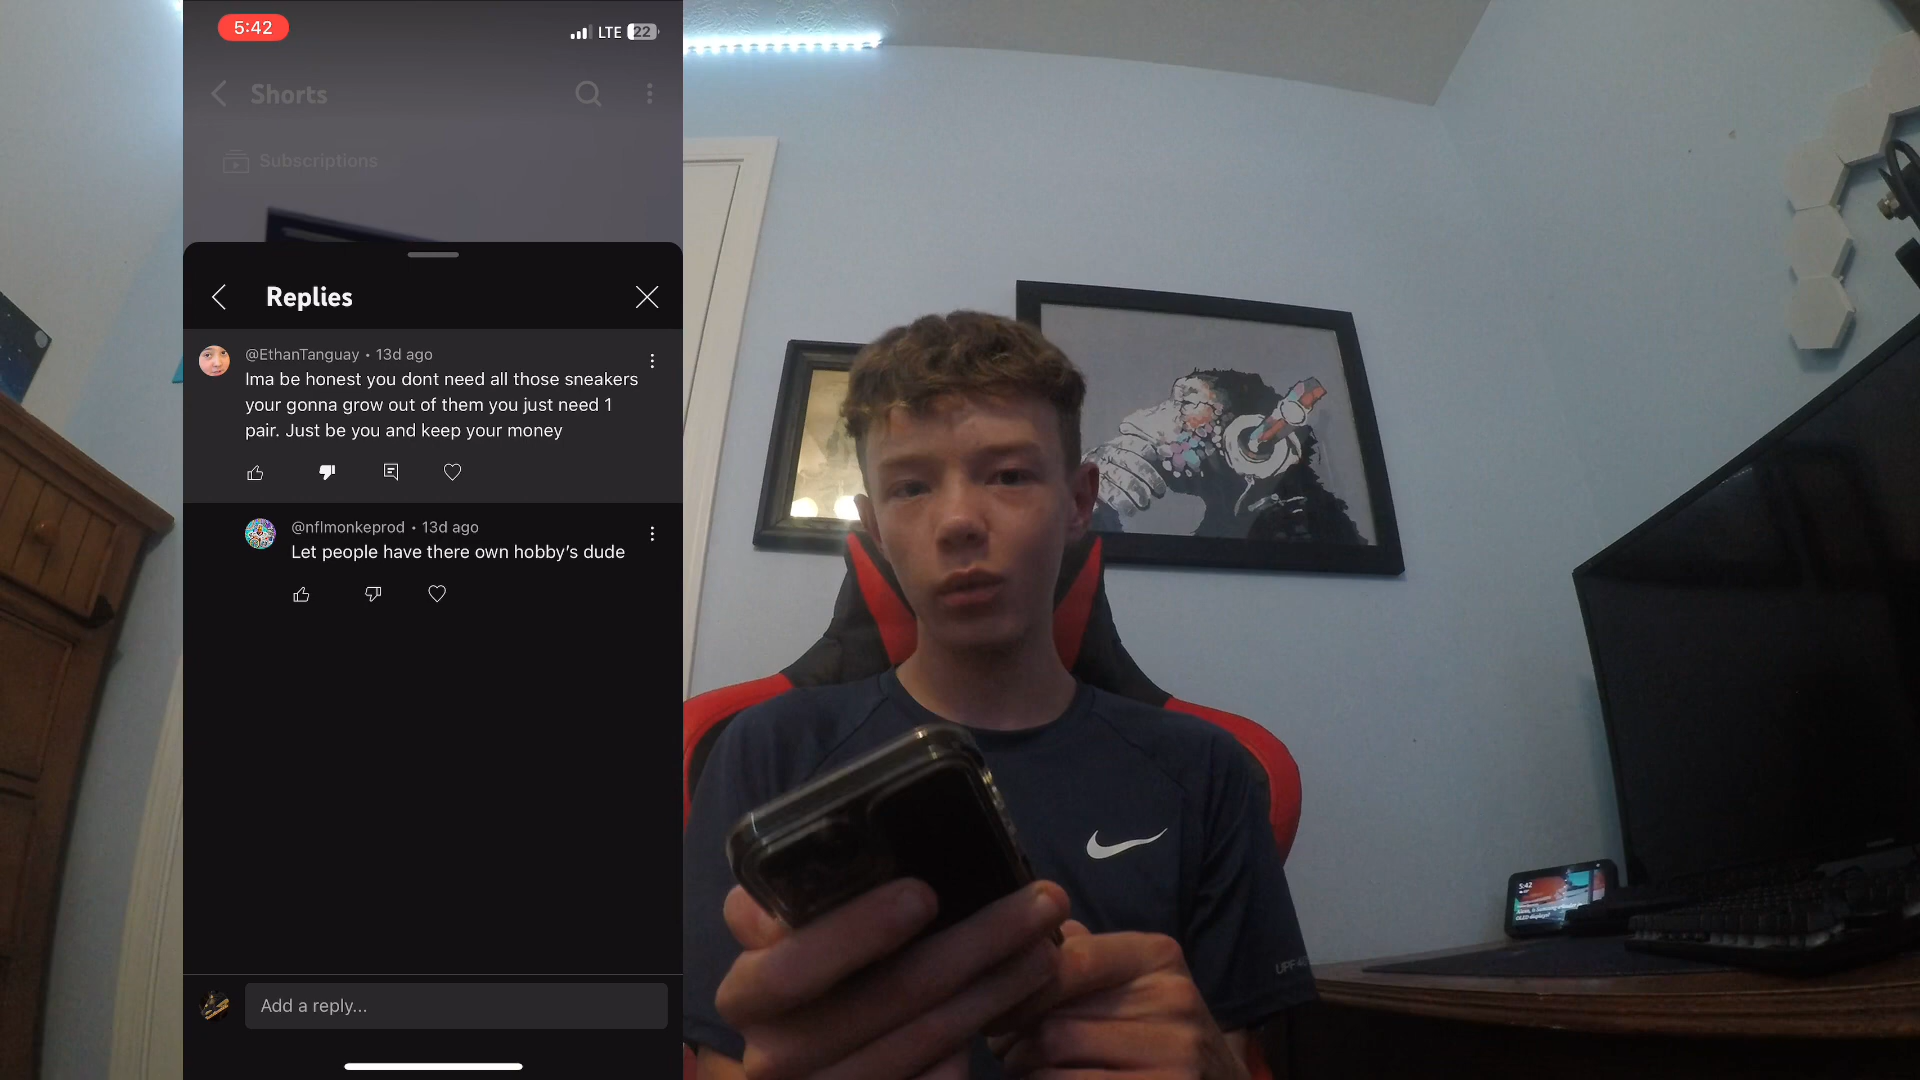 5:42
LTE
22
Shorts
Subscriptions
Replies
@EthanTanguay • 13d ago
Ima be honest you dont need all those sneakers
your gonna grow out of them you just need 1
pair. Just be you and keep your money
@nflmonkeprod • 13d ago
Let people have there own hobby’s dude
Add a reply...
5:42